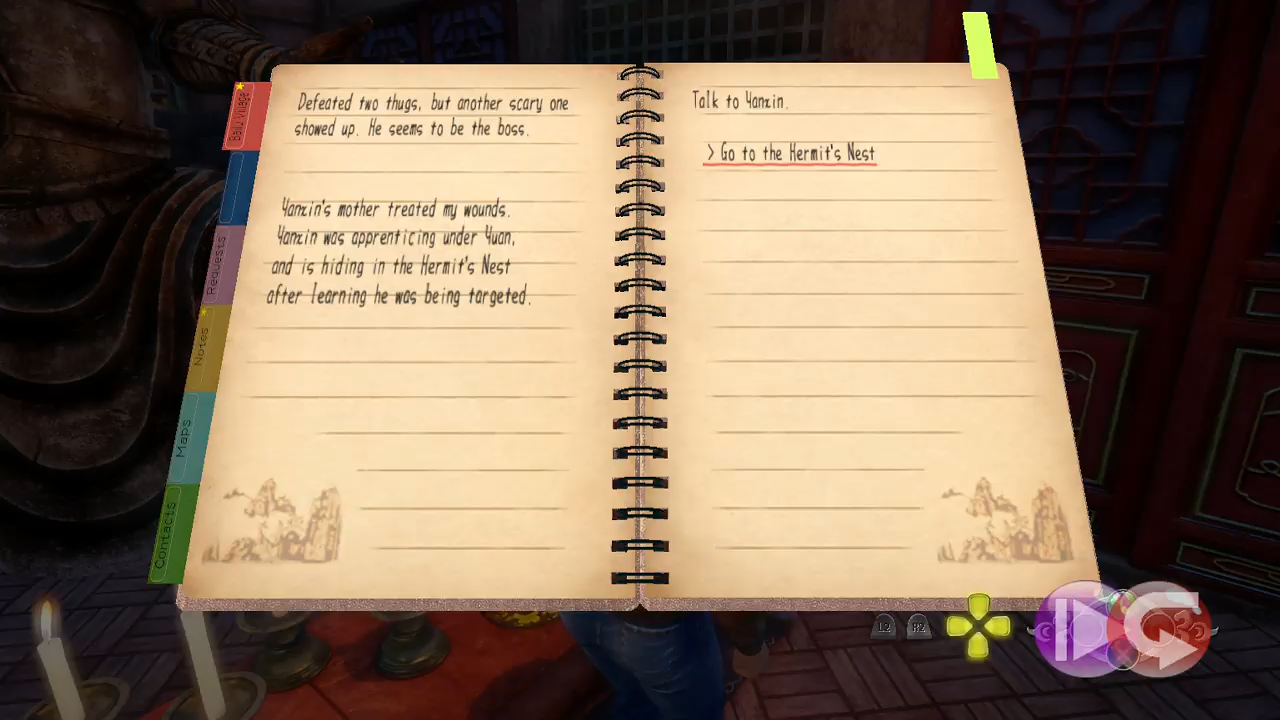 Defeated two thugs, but another scary one
showed up. He seems to be the boss.
Yanxin's mother treated my wounds.
Yanxin was apprenticing under Yuan,
and is hiding in the Hermit's Nest
after learning he was being targeted.
Talk to Yanxin.
> Go to the Hermit's Nest
Bailu Village
Requests
Notes
Maps
Contacts
L2
R2